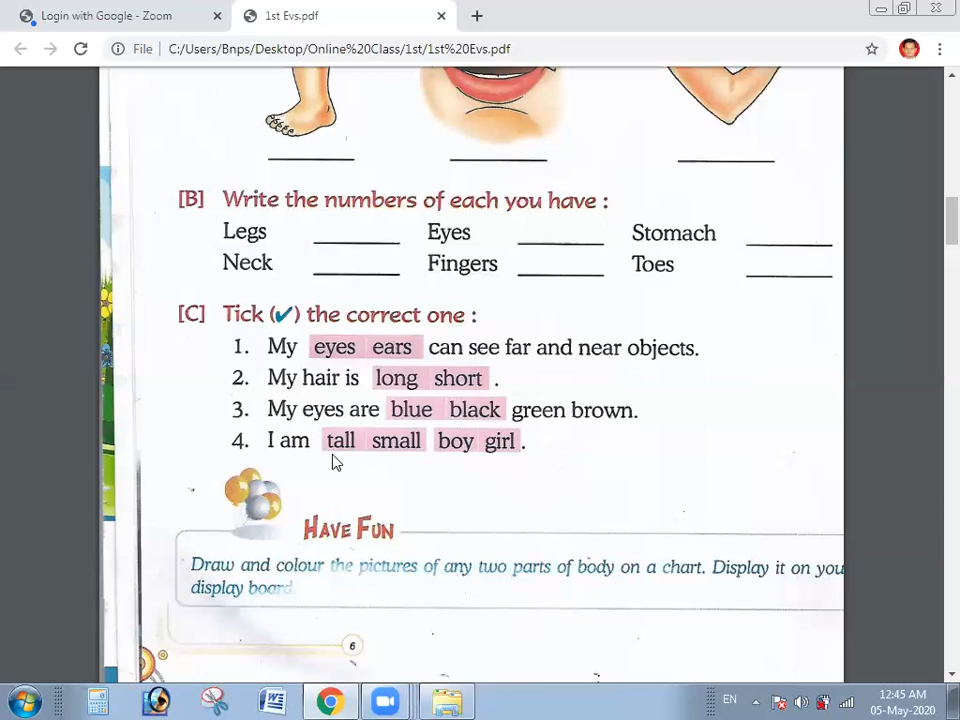 Login with Google - Zoom
1st Evs.pdf
File C:/Users/Bnps/Desktop/Online%20Class/1st/1st%20Evs.pdf
[B] Write the numbers of each you have :
Legs Eyes Stomach
Neck Fingers Toes
[C] Tick (✔) the correct one :
1. My eyes ears can see far and near objects.
2. My hair is long short .
3. My eyes are blue black green brown.
4. I am tall small boy girl .
HAVE FUN
Draw and colour the pictures of any two parts of body on a chart. Display it on you
display board.
6
EN
12:45 AM
05-May-2020